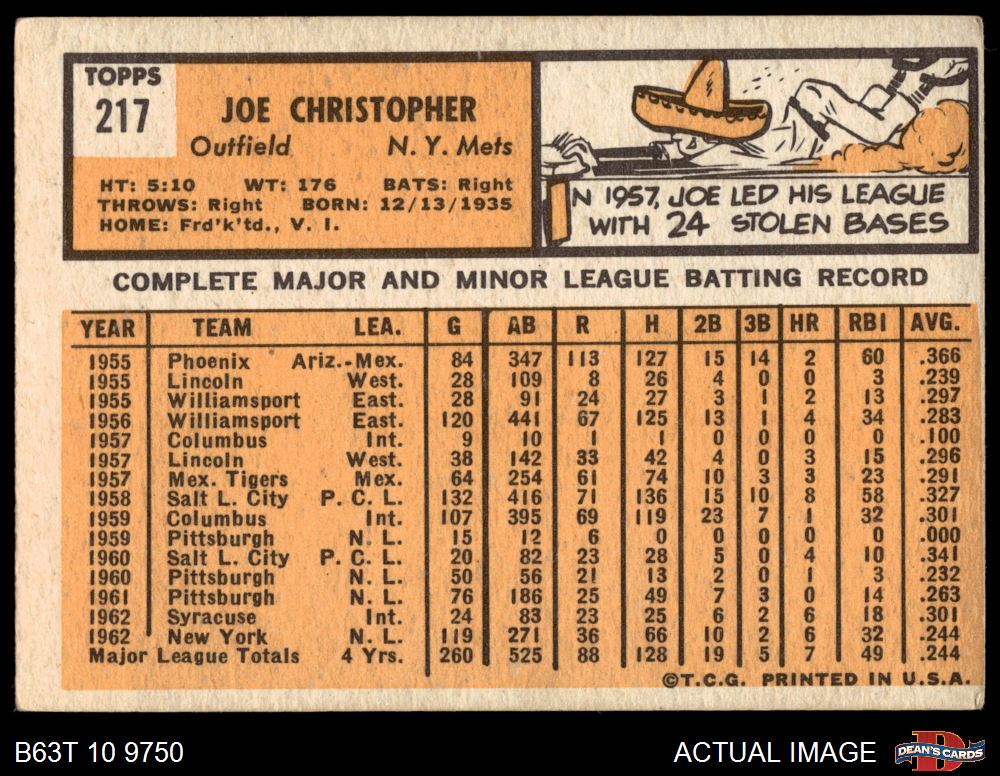 TOPPS
217
JOE CHRISTOPHER
Outfield N. Y. Mets
HT: 5:10 WT: 176 BATS: Right
THROWS: Right BORN: 12/13/1935
HOME: Frd'k'td., V. I.
IN 1957, JOE LED HIS LEAGUE
WITH 24 STOLEN BASES
COMPLETE MAJOR AND MINOR LEAGUE BATTING RECORD
YEAR TEAM LEA. G AB R H 2B 3B HR RBI AVG.
1955 Phoenix Ariz.-Mex. 84 347 113 127 15 14 2 60 .366
1955 Lincoln West. 28 109 8 26 4 0 0 3 .239
1955 Williamsport East. 28 91 24 27 3 1 2 13 .297
1956 Williamsport East. 120 441 67 125 13 1 4 34 .283
1957 Columbus Int. 9 10 1 1 0 0 0 0 .100
1957 Lincoln West. 38 142 33 42 4 0 3 15 .296
1957 Mex. Tigers Mex. 64 254 61 74 10 3 3 23 .291
1958 Salt L. City P. C. L. 132 416 71 136 15 10 8 58 .327
1959 Columbus Int. 107 395 69 119 23 7 1 32 .301
1959 Pittsburgh N. L. 15 12 6 0 0 0 0 0 .000
1960 Salt L. City P. C. L. 20 82 23 28 5 0 4 10 .341
1960 Pittsburgh N. L. 50 56 21 13 2 0 1 3 .232
1961 Pittsburgh N. L. 76 186 25 49 7 3 0 14 .263
1962 Syracuse Int. 24 83 23 25 6 2 6 18 .301
1962 New York N. L. 119 271 36 66 10 2 6 32 .244
Major League Totals 4 Yrs. 260 525 88 128 19 5 7 49 .244
©T.C.G. PRINTED IN U.S.A.
B63T 10 9750 ACTUAL IMAGE DEAN'S CARDS